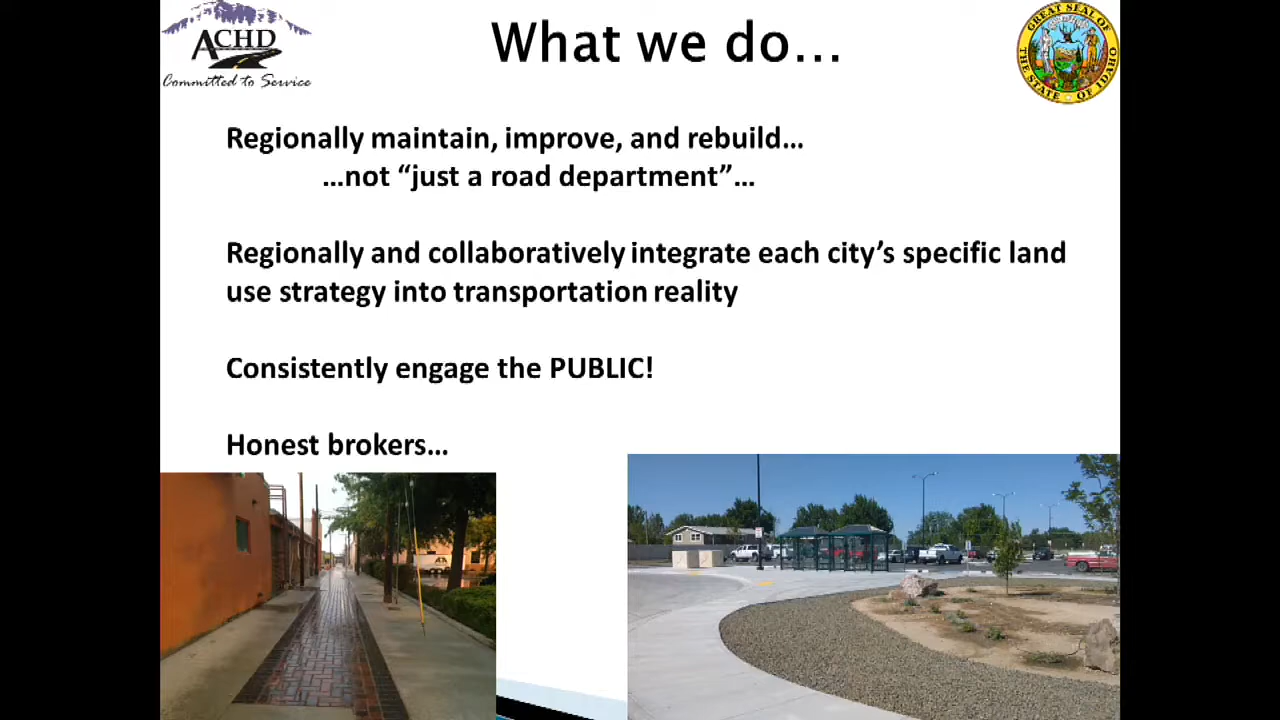 ACHD
Committed to Service
What we do...
GREAT SEAL OF
THE STATE OF IDAHO
Regionally maintain, improve, and rebuild...
...not “just a road department”...
Regionally and collaboratively integrate each city’s specific land
use strategy into transportation reality
Consistently engage the PUBLIC!
Honest brokers...